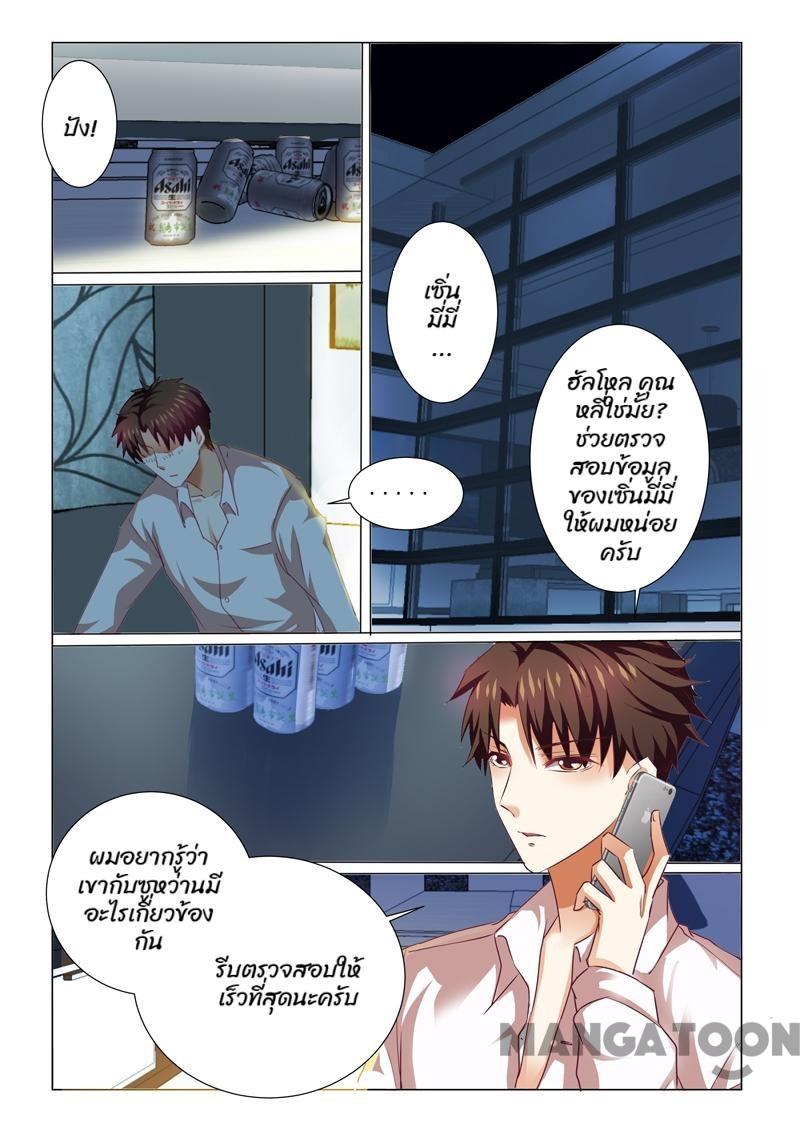 ปัง!
Asahi
生
Asahi
Asahi
Asahi
เซิ่น
มี่มี่
...
ฮัลโหล คุณ
หลี่ใช่มั้ย?
ช่วยตรวจ
สอบข้อมูล
ของเซิ่นมี่มี่
ให้ผมหน่อย
ครับ
.....
Asahi
生
ผมอยากรู้ว่า
เขากับซูหว่านมี
อะไรเกี่ยวข้อง
กัน
รีบตรวจสอบให้
เร็วที่สุดนะครับ
MANGATOON